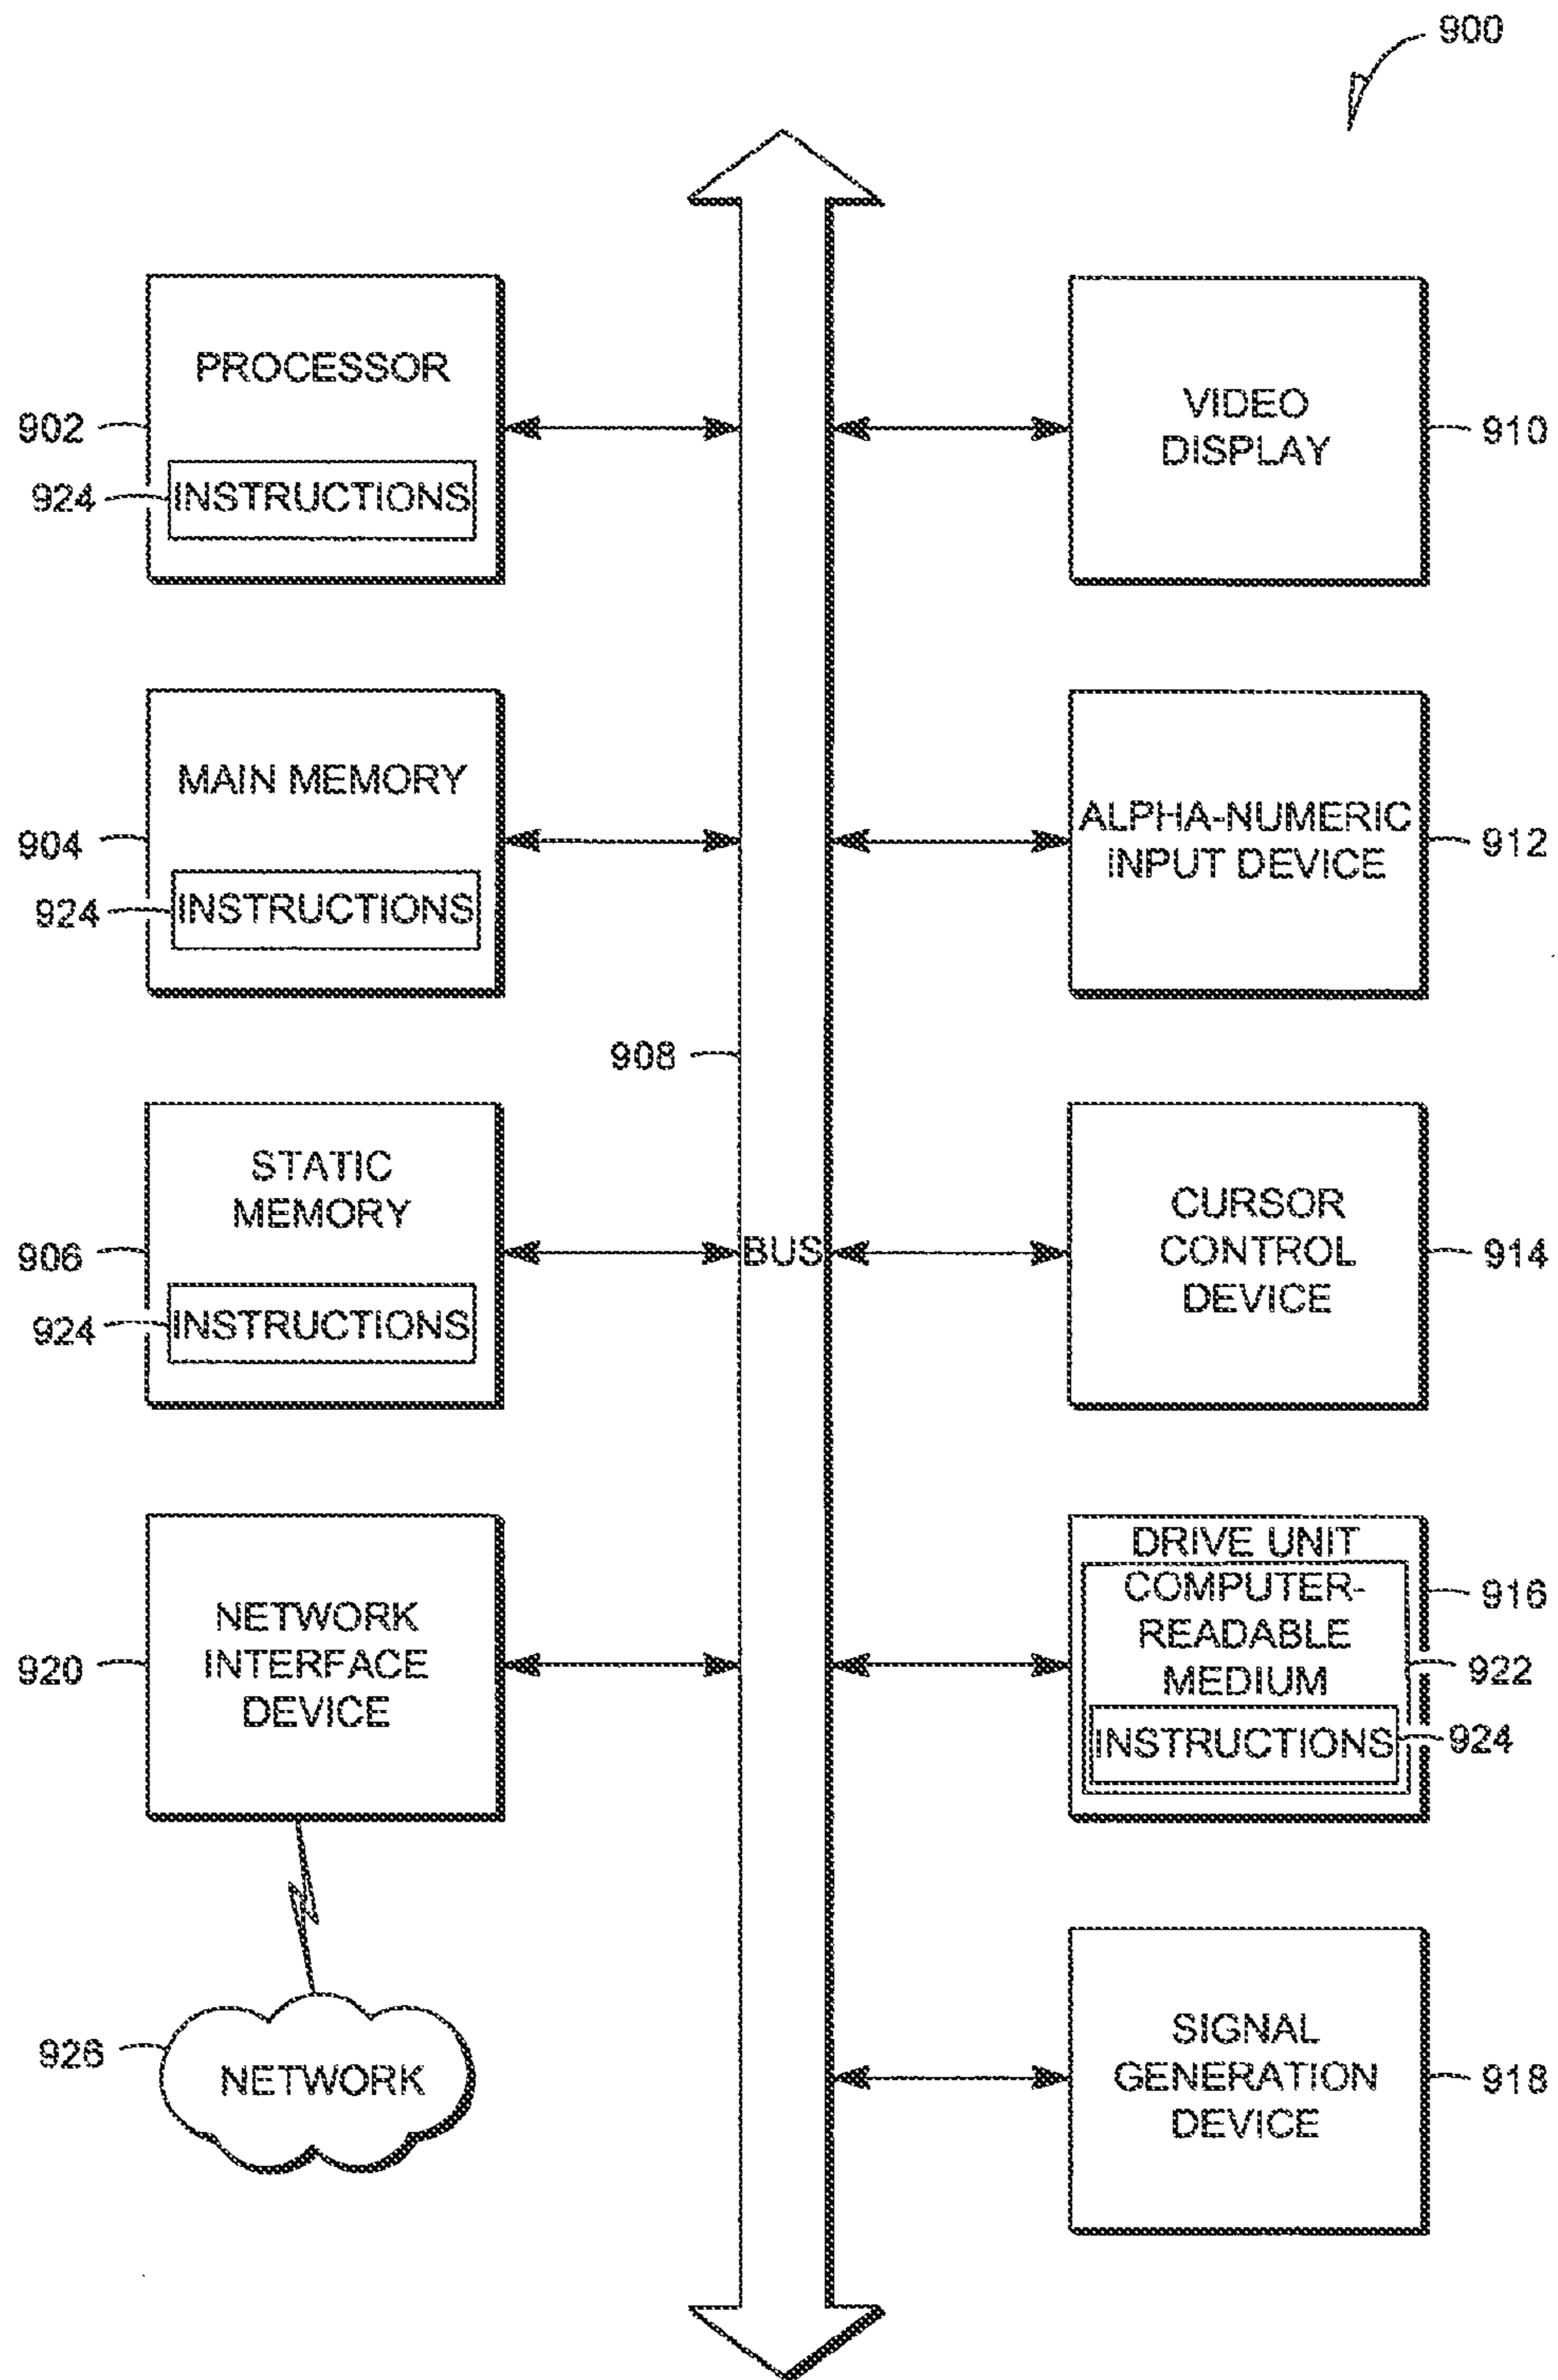 900
PROCESSOR
902
924
INSTRUCTIONS
VIDEO
DISPLAY
910
MAIN MEMORY
904
924
INSTRUCTIONS
ALPHA-NUMERIC
INPUT DEVICE
912
908
STATIC
MEMORY
906
924
INSTRUCTIONS
BUS
CURSOR
CONTROL
DEVICE
914
NETWORK
INTERFACE
DEVICE
920
DRIVE UNIT
COMPUTER-
READABLE
MEDIUM
916
922
INSTRUCTIONS
924
926
NETWORK
SIGNAL
GENERATION
DEVICE
918